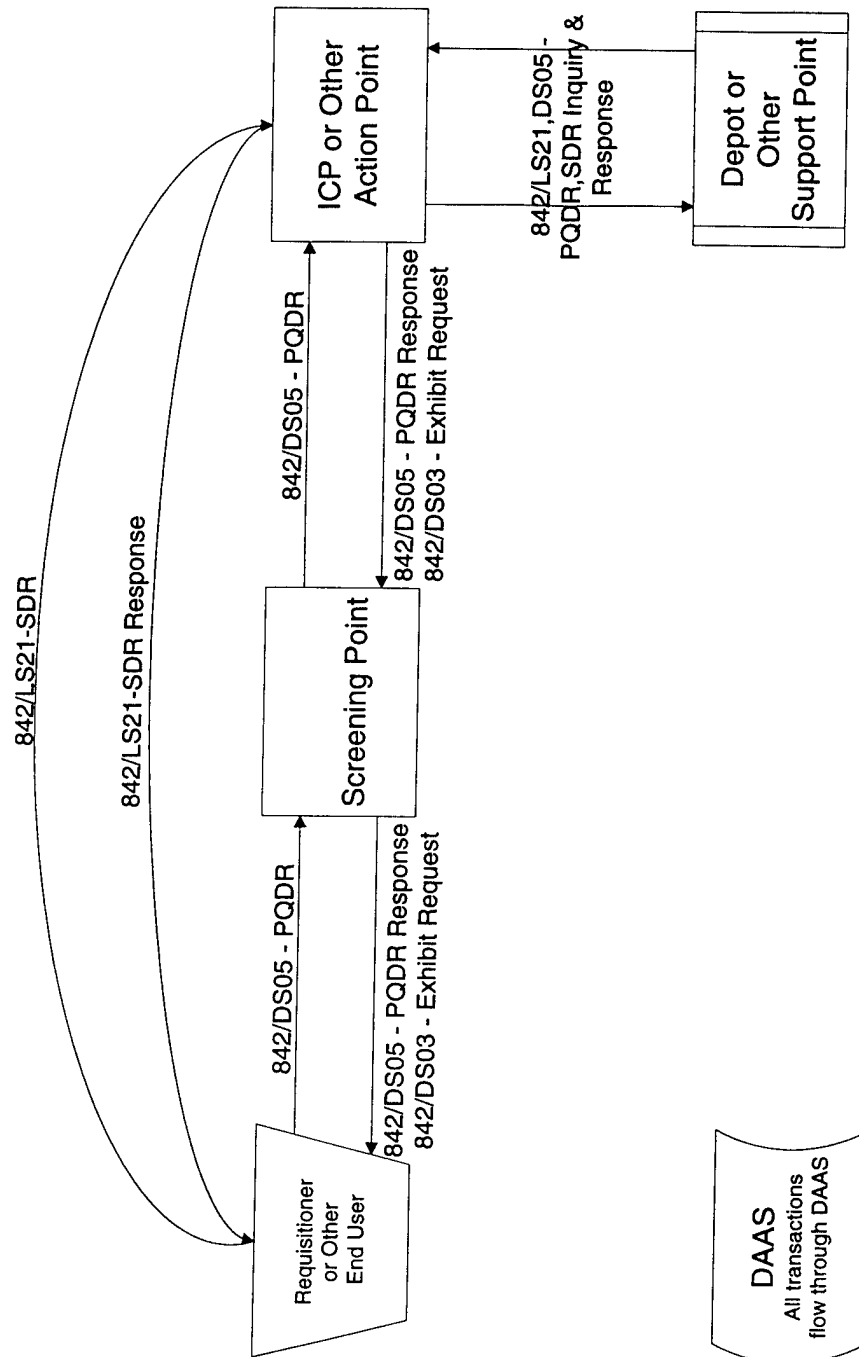 842/LS21-SDR
842/LS21-SDR Response
Requisitioner
or Other
End User
842/DS05 - PQDR
842/DS05 - PQDR Response
842/DS03 - Exhibit Request
Screening Point
842/DS05 - PQDR
842/DS05 - PQDR Response
842/DS03 - Exhibit Request
ICP or Other
Action Point
842/LS21,DS05 -
PQDR,SDR Inquiry &
Response
Depot or
Other
Support Point
DAAS
All transactions
flow through DAAS